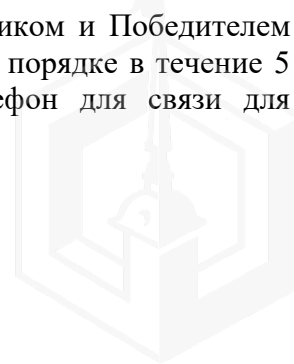 иком и Победителем
порядке в течение 5
ефон для связи для